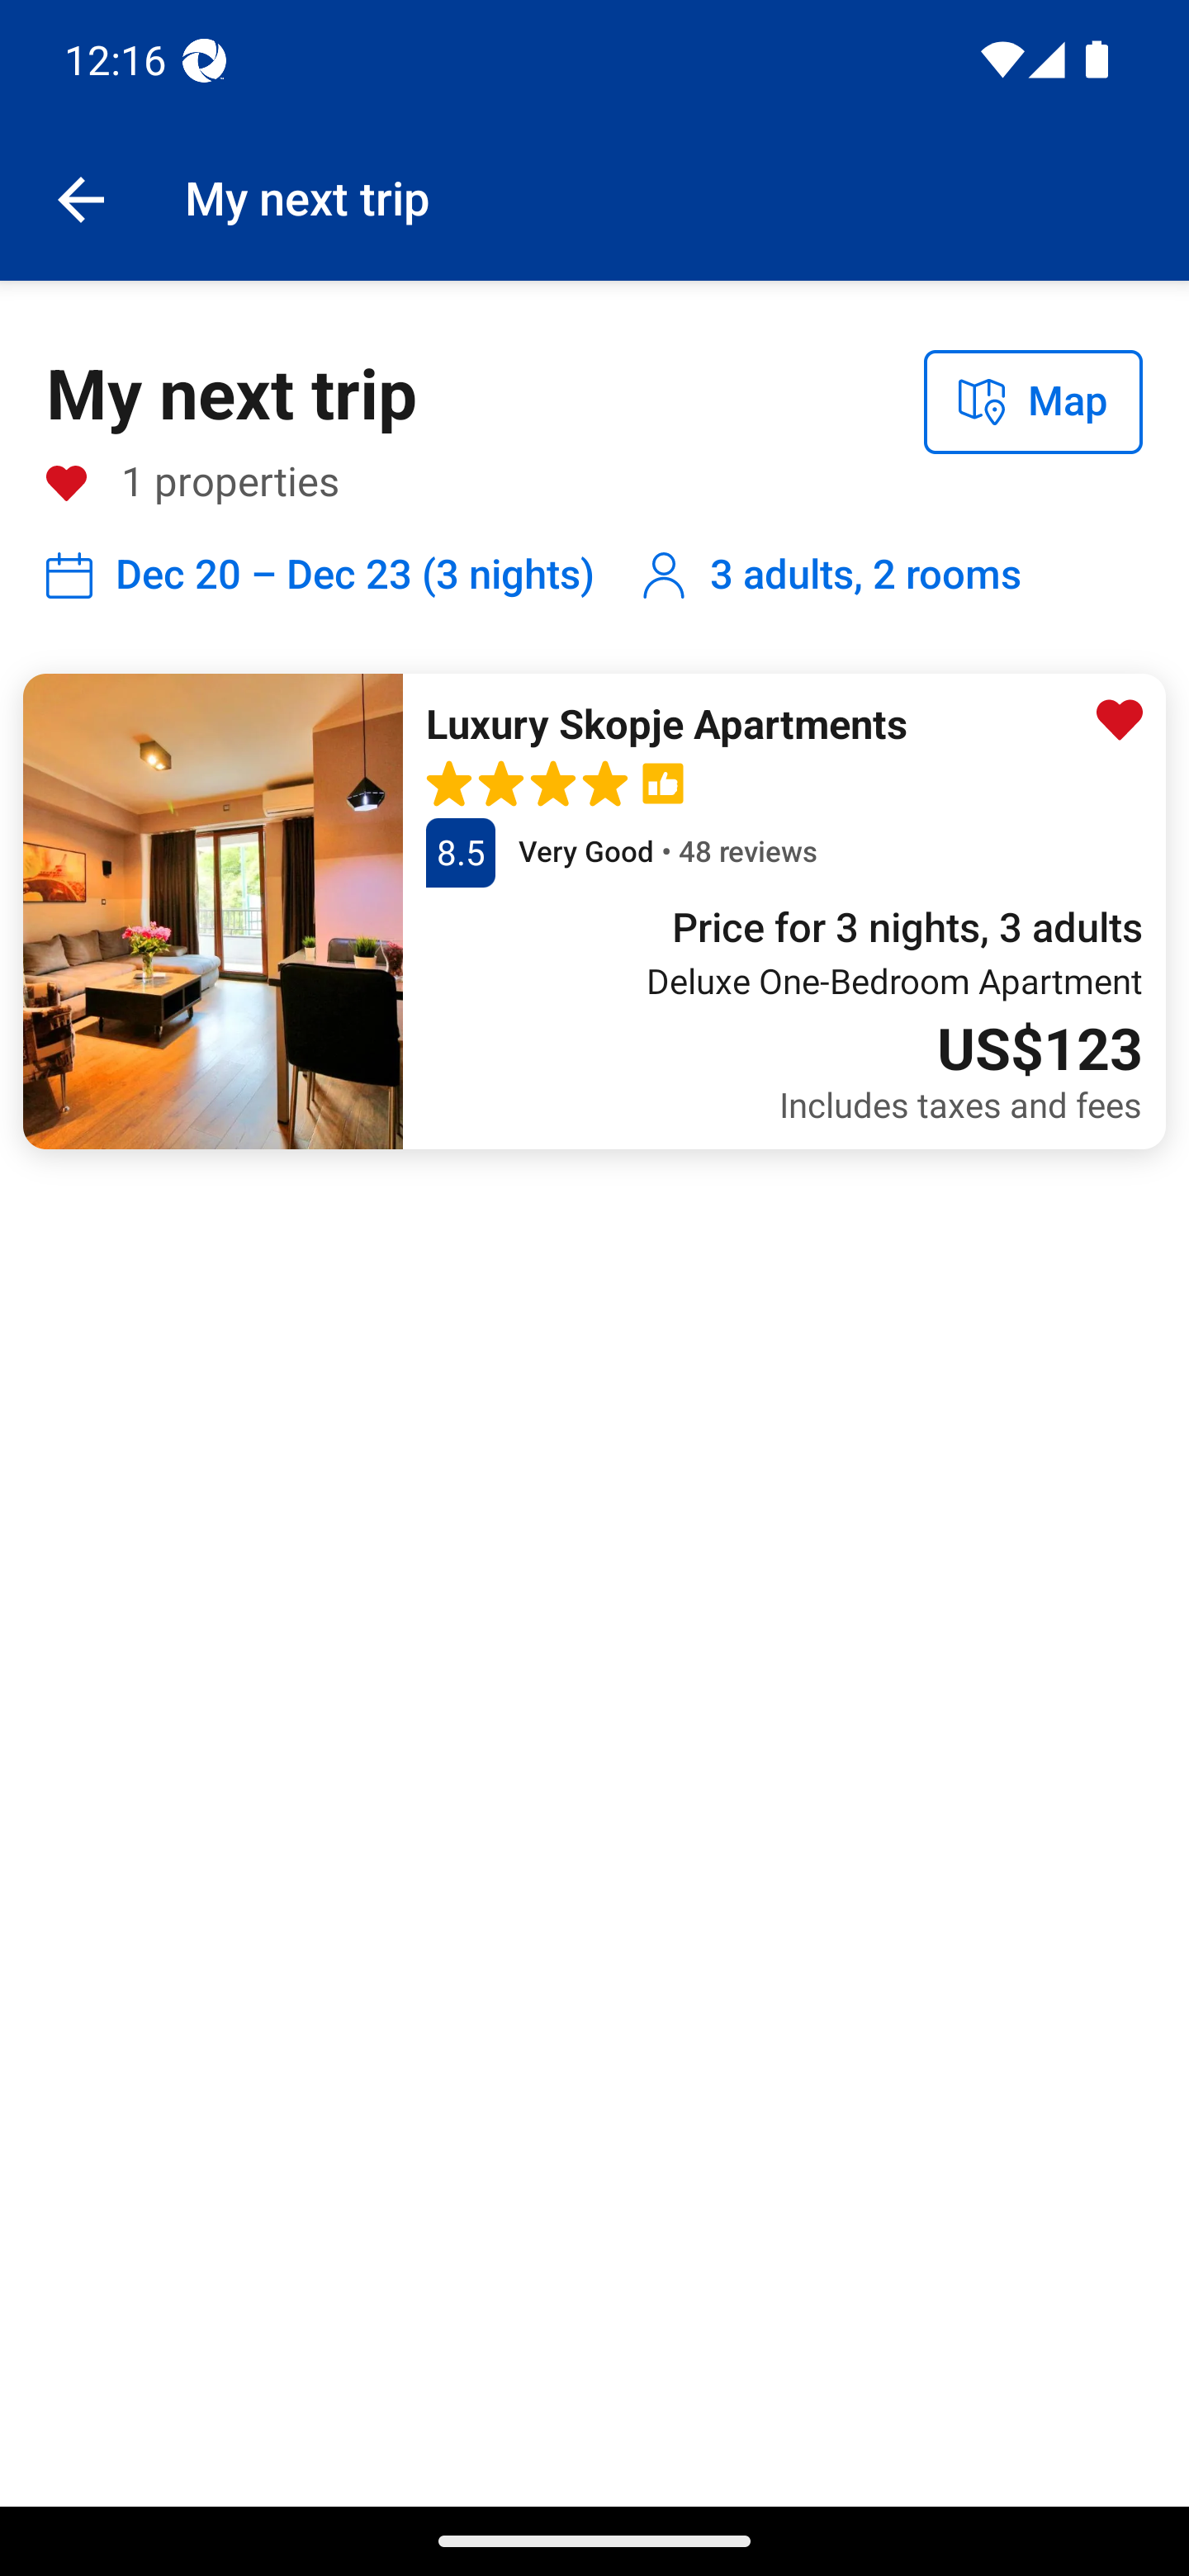 12:16
My next trip
My next trip
Map
1 properties
Dec 20 – Dec 23 (3 nights)
3 adults, 2 rooms
Luxury Skopje Apartments
8.5
Very Good • 48 reviews
Price for 3 nights, 3 adults
Deluxe One-Bedroom Apartment
US$123
Includes taxes and fees